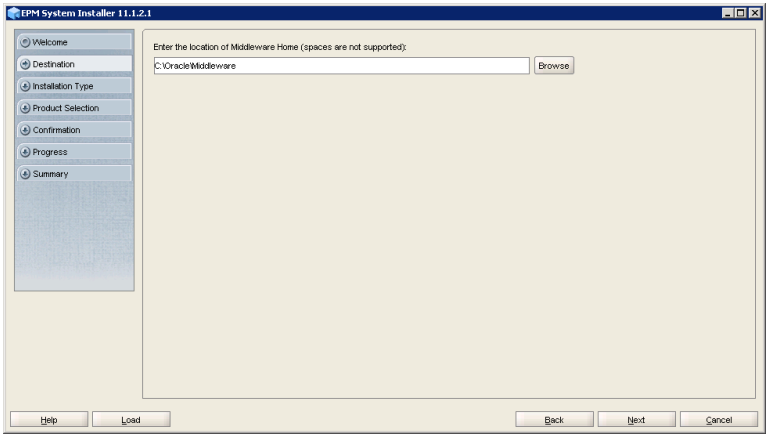 EPM System Installer 11.1.2.1
Welcome
Destination
Installation Type
Product Selection
Confirmation
Progress
Summary
Enter the location of Middleware Home (spaces are not supported):
C:\Oracle\Middleware
Browse
Help
Load
Back
Next
Cancel